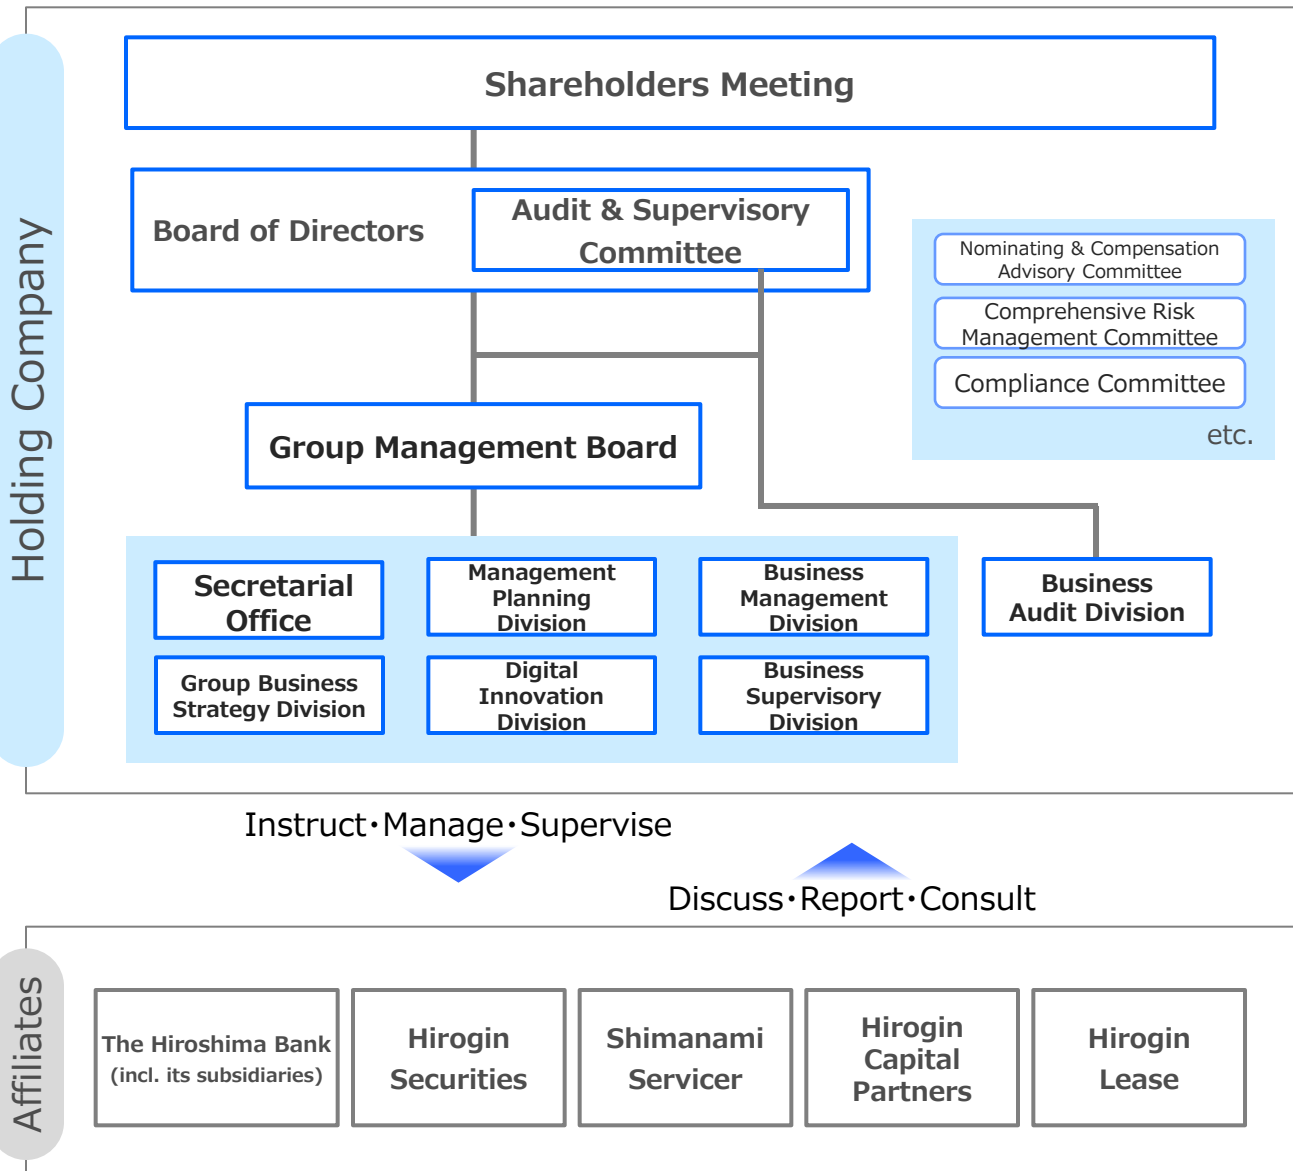 Holding Company
Shareholders Meeting
Board of Directors
Audit & Supervisory
Committee
Nominating & Compensation
Advisory Committee
Comprehensive Risk
Management Committee
Compliance Committee
etc.
Group Management Board
Secretarial
Office
Management
Planning
Division
Business
Management
Division
Business
Audit Division
Group Business
Strategy Division
Digital
Innovation
Division
Business
Supervisory
Division
Instruct・Manage・Supervise
Discuss・Report・Consult
Affiliates
The Hiroshima Bank
(incl. its subsidiaries)
Hirogin
Securities
Shimanami
Servicer
Hirogin
Capital
Partners
Hirogin
Lease